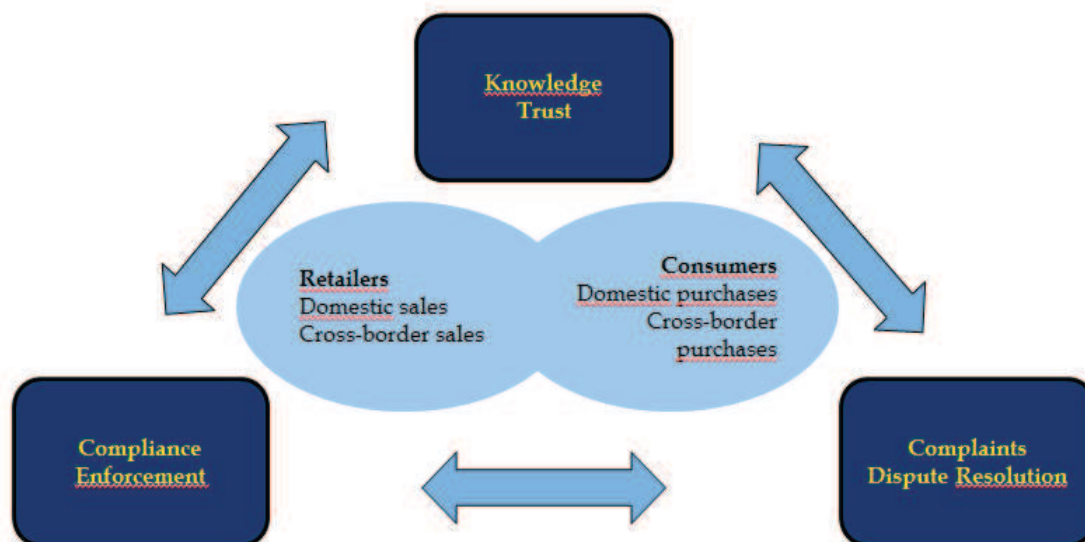 Knowledge
Trust
Retailers
Domestic sales
Cross-border sales
Consumers
Domestic purchases
Cross-border
purchases
Compliance
Enforcement
Complaints
Dispute Resolution